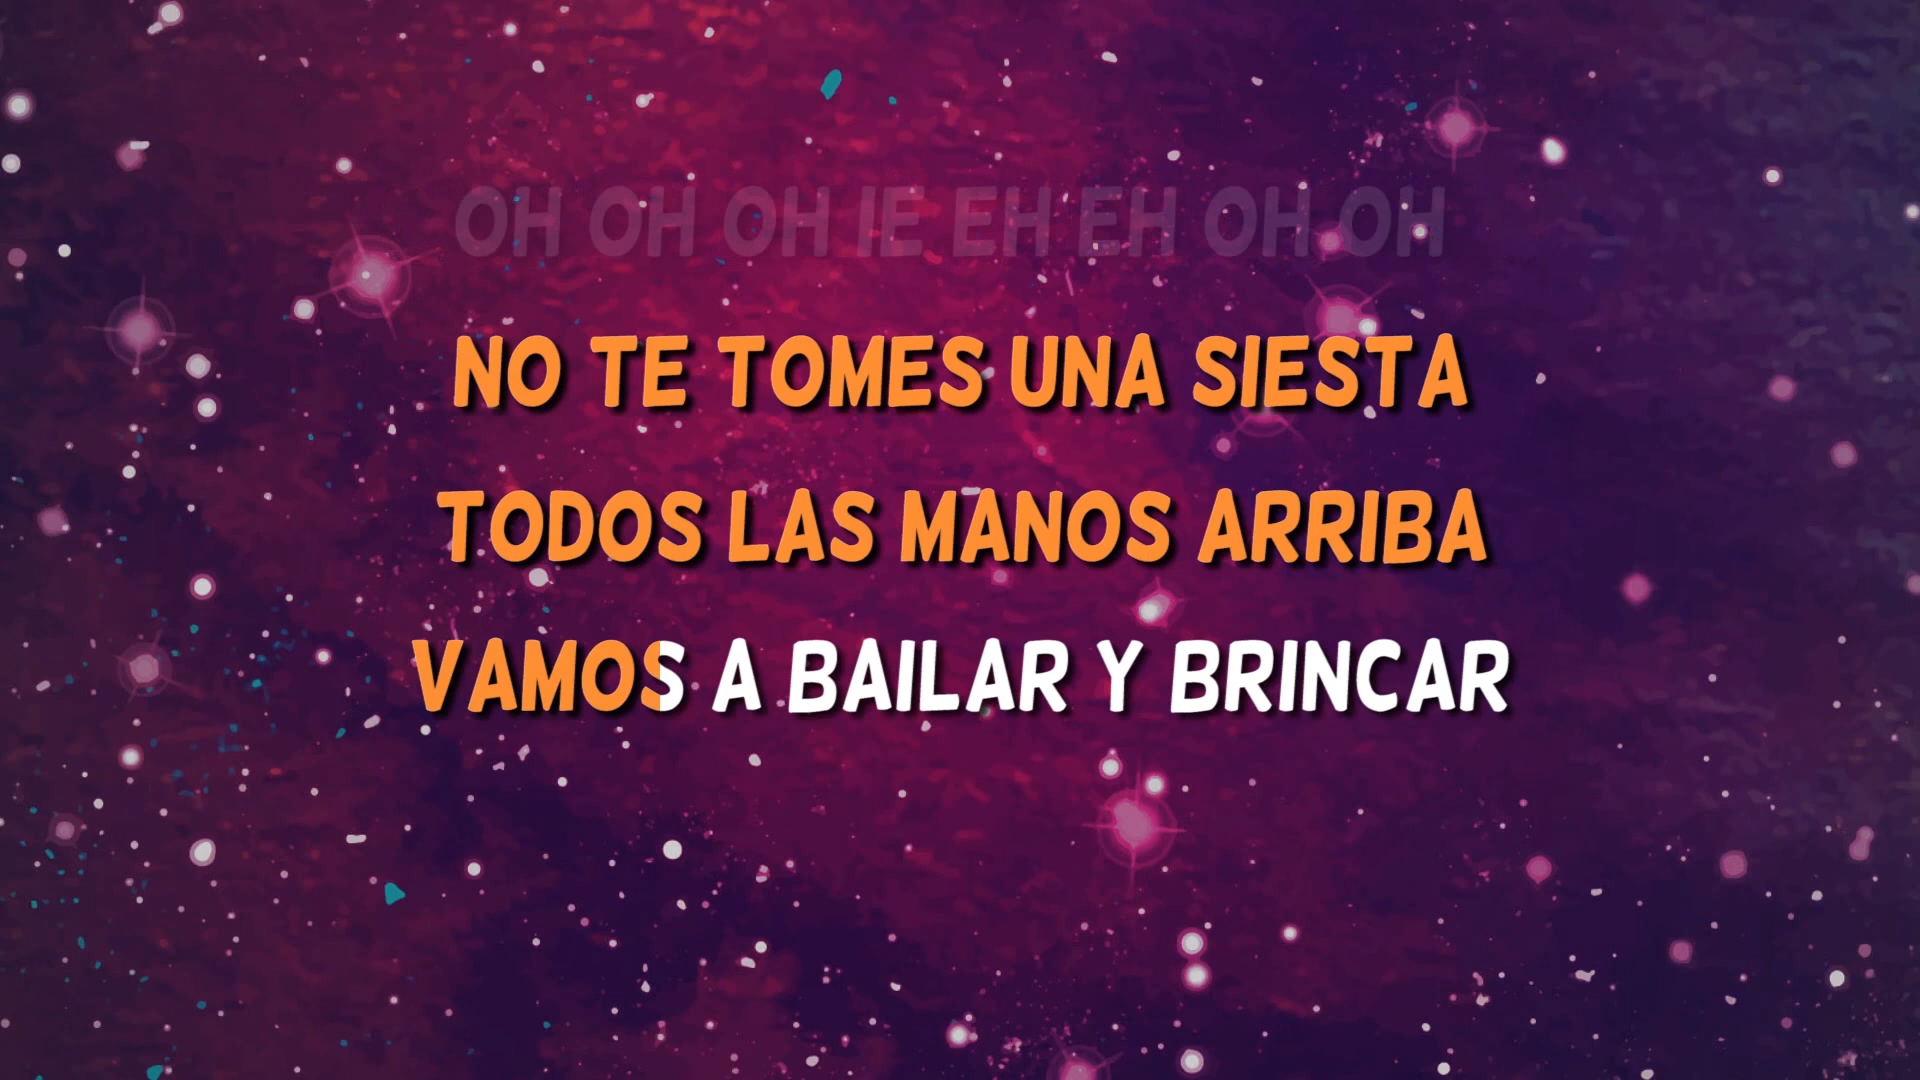 OH OH OH IE EH EH OH OH
NO TE TOMES UNA SIESTA
TODOS LAS MANOS ARRIBA
VAMOS A BAILAR Y BRINCAR